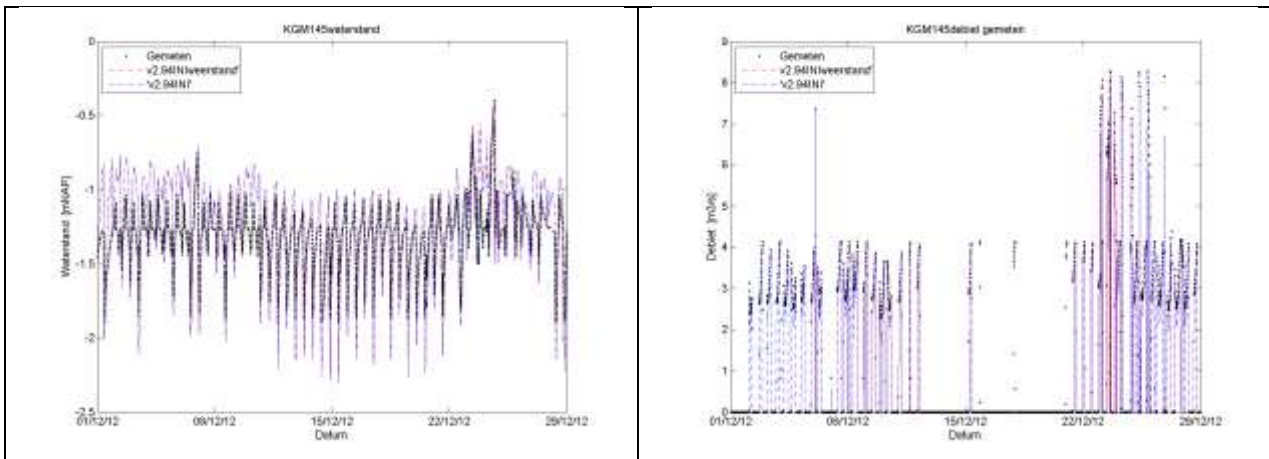 KGM145waterstand
Gemeten
v2.94INIweerstand'
'v2.94INI'
Waterstand [mNAP]
0
-0.5
-1
-1.5
-2
-2.5
01/12/12
08/12/12
15/12/12
22/12/12
29/12/12
Datum
KGM145debiet gemeten
Gemeten
v2.94INIweerstand'
'v2.94INI'
Debiet [m3/s]
9
8
7
6
5
4
3
2
1
0
01/12/12
08/12/12
15/12/12
22/12/12
29/12/12
Datum